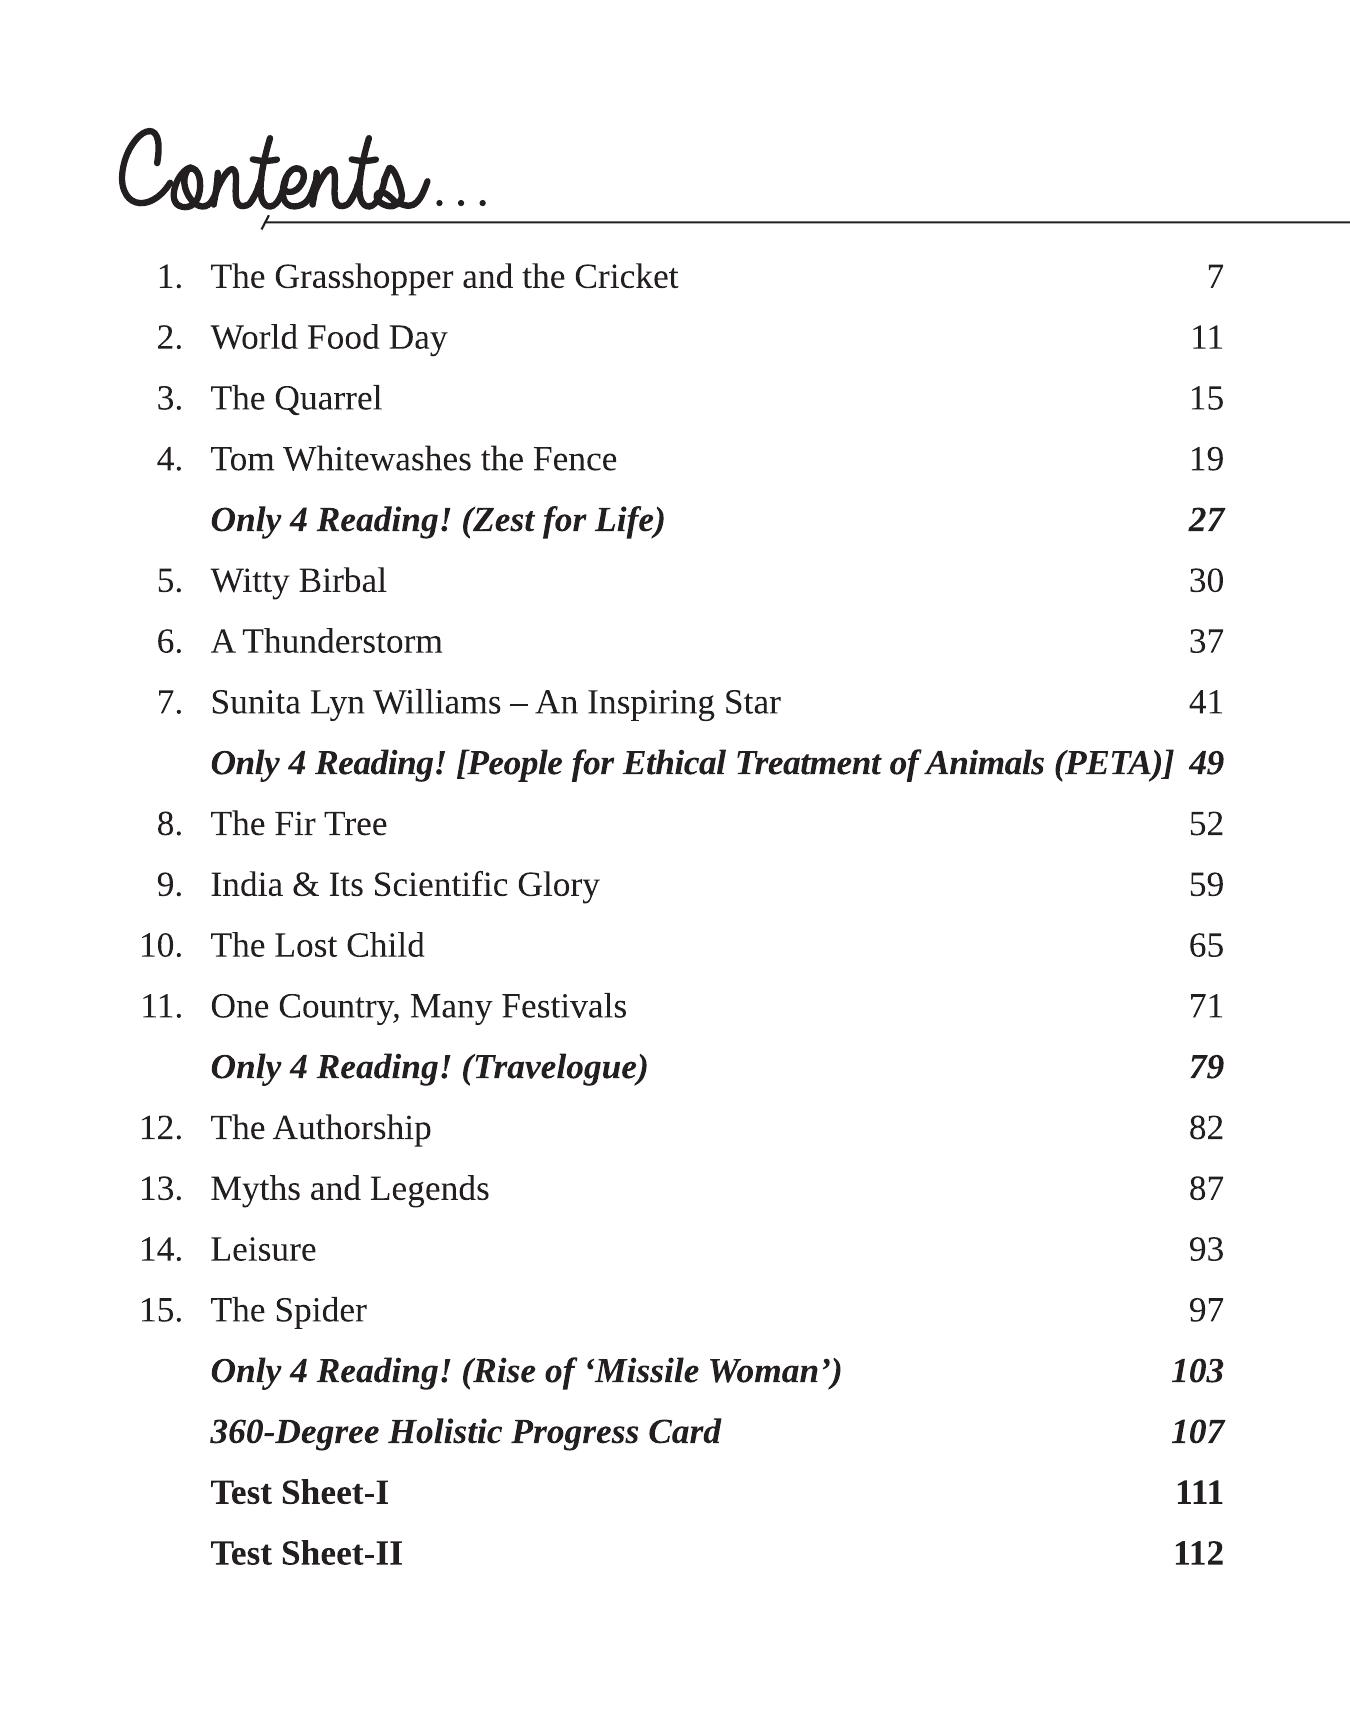 Contents...
1. The Grasshopper and the Cricket 7
2. World Food Day 11
3. The Quarrel 15
4. Tom Whitewashes the Fence 19
Only 4 Reading! (Zest for Life) 27
5. Witty Birbal 30
6. A Thunderstorm 37
7. Sunita Lyn Williams – An Inspiring Star 41
Only 4 Reading! [People for Ethical Treatment of Animals (PETA)] 49
8. The Fir Tree 52
9. India & Its Scientific Glory 59
10. The Lost Child 65
11. One Country, Many Festivals 71
Only 4 Reading! (Travelogue) 79
12. The Authorship 82
13. Myths and Legends 87
14. Leisure 93
15. The Spider 97
Only 4 Reading! (Rise of ‘Missile Woman’) 103
360-Degree Holistic Progress Card 107
Test Sheet-I 111
Test Sheet-II 112